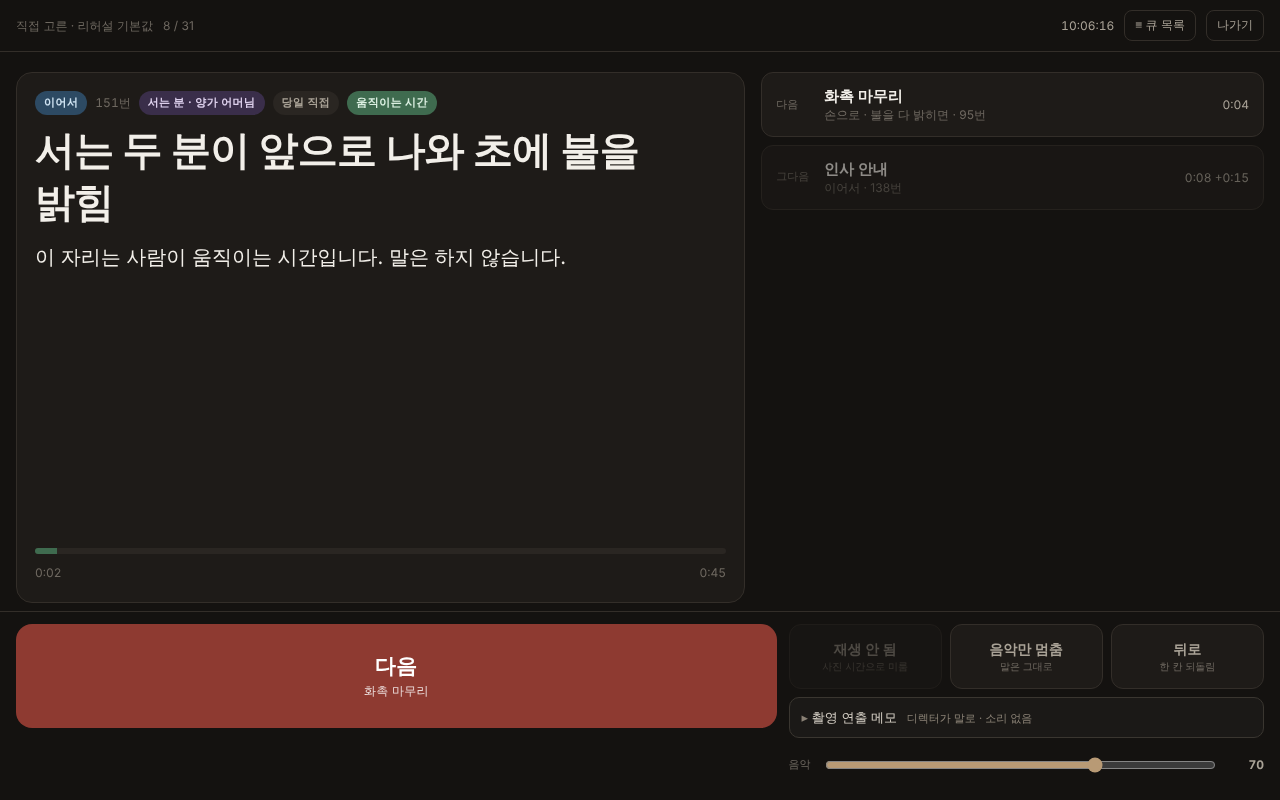 직접 고른 · 리허설 기본값 8 / 31
10:06:16
≡ 큐 목록
나가기
이어서 151번 서는 분 · 양가 어머님 당일 직접 움직이는 시간
서는 두 분이 앞으로 나와 초에 불을
밝힘
이 자리는 사람이 움직이는 시간입니다. 말은 하지 않습니다.
0:02 0:45
다음 화촉 마무리 0:04
손으로 · 불을 다 밝히면 · 95번
그다음 인사 안내 0:08 +0:15
이어서 · 138번
다음
화촉 마무리
재생 안 됨
사진 시간으로 이름
음악만 멈춤
말은 그대로
뒤로
한 칸 되돌림
▸ 촬영 연출 메모 디렉터가 말로 · 소리 없음
음악 70